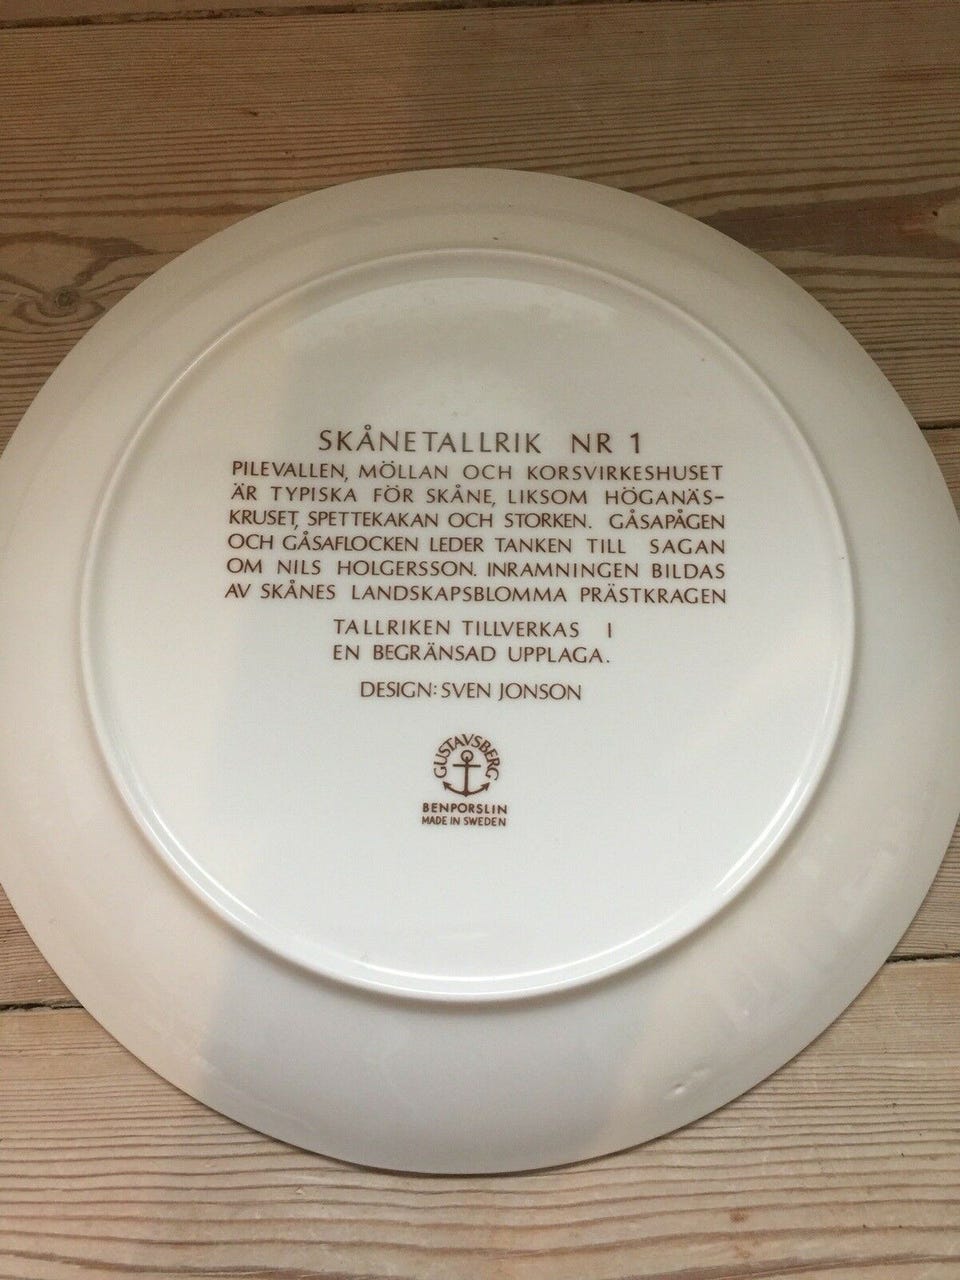 SKÅNETALLRIK NR 1
PILEVALLEN, MÖLLAN OCH KORSVIRKESHUSET
ÄR TYPISKA FÖR SKÅNE, LIKSOM HÖGANÄS-
KRUSET, SPETTEKAKAN OCH STORKEN. GÅSAPÅGEN
OCH GÅSAFLOCKEN LEDER TANKEN TILL SAGAN
OM NILS HOLGERSSON. INRAMNINGEN BILDAS
AV SKÅNES LANDSKAPSBLOMMA PRÄSTKRAGEN
TALLRIKEN TILLVERKAS I
EN BEGRÄNSAD UPPLAGA.
DESIGN: SVEN JONSON
GUSTAVSBERG
BENPORSLIN
MADE IN SWEDEN